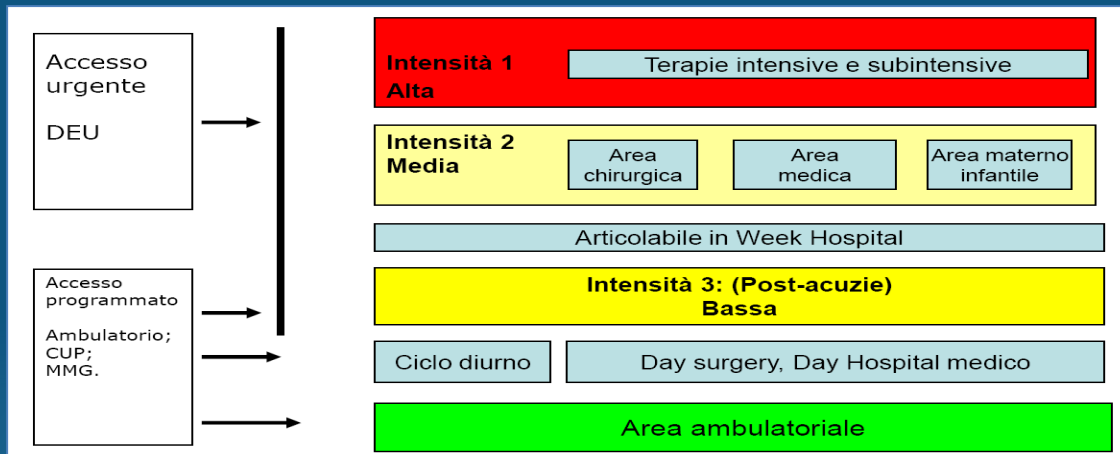 Accesso
urgente
DEU
Intensità 1
Alta
Terapie intensive e subintensive
Intensità 2
Media
Area
chirurgica
Area
medica
Area materno
infantile
Articolabile in Week Hospital
Accesso
programmato
Ambulatorio;
CUP;
MMG.
Intensità 3: (Post-acuzie)
Bassa
Ciclo diurno
Day surgery, Day Hospital medico
Area ambulatoriale